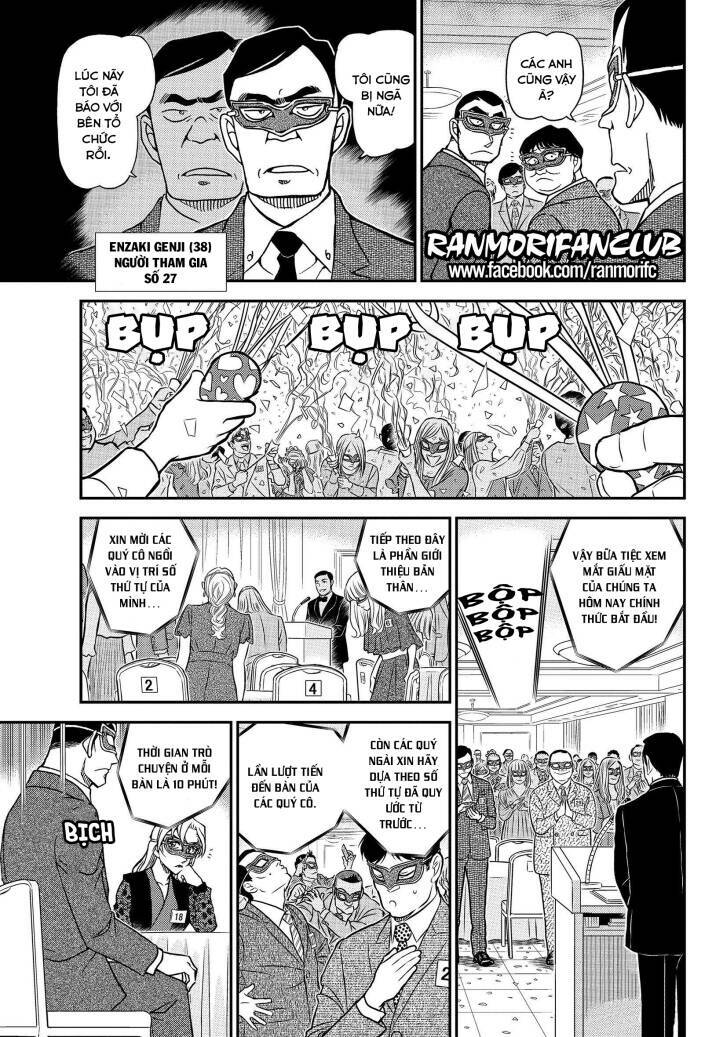 CÁC ANH
CŨNG VẬY
À?
TÔI CŨNG
BỊ NGÃ
NỮA!
LÚC NÃY
TÔI ĐÃ
BÁO VỚI
BÊN TỔ
CHỨC
RỒI.
ENZAKI GENJI (38)
NGƯỜI THAM GIA
SỐ 27
RANMORIFANCLUB
www.facebook.com/ranmorifc
BỤP
BỤP
BỤP
VẬY BỮA TIỆC XEM
MẮT GIẤU MẶT
CỦA CHÚNG TA
HÔM NAY CHÍNH
THỨC BẮT ĐẦU!
BỘP
BỘP
BỘP
TIẾP THEO ĐÂY
LÀ PHẦN GIỚI
THIỆU BẢN
THÂN...
XIN MỜI CÁC
QUÝ CÔ NGỒI
VÀO VỊ TRÍ SỐ
THỨ TỰ CỦA
MÌNH...
2
4
CÒN CÁC QUÝ
NGÀI XIN HÃY
DỰA THEO SỐ
THỨ TỰ ĐÃ QUY
ƯỚC TỪ
TRƯỚC...
LẦN LƯỢT TIẾN
ĐẾN BÀN CỦA
CÁC QUÝ CÔ.
2
THỜI GIAN TRÒ
CHUYỆN Ở MỖI
BÀN LÀ 10 PHÚT!
BỊCH
18